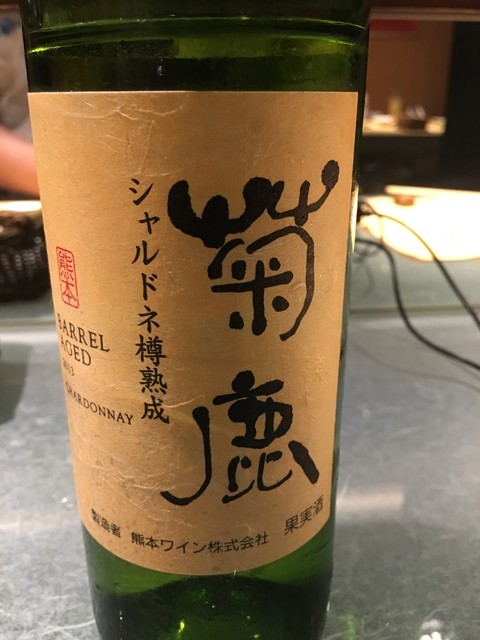 菊鹿
シャルドネ樽熟成
熊本
BARREL
AGED
2013
CHARDONNAY
製造者 熊本ワイン株式会社
果実酒